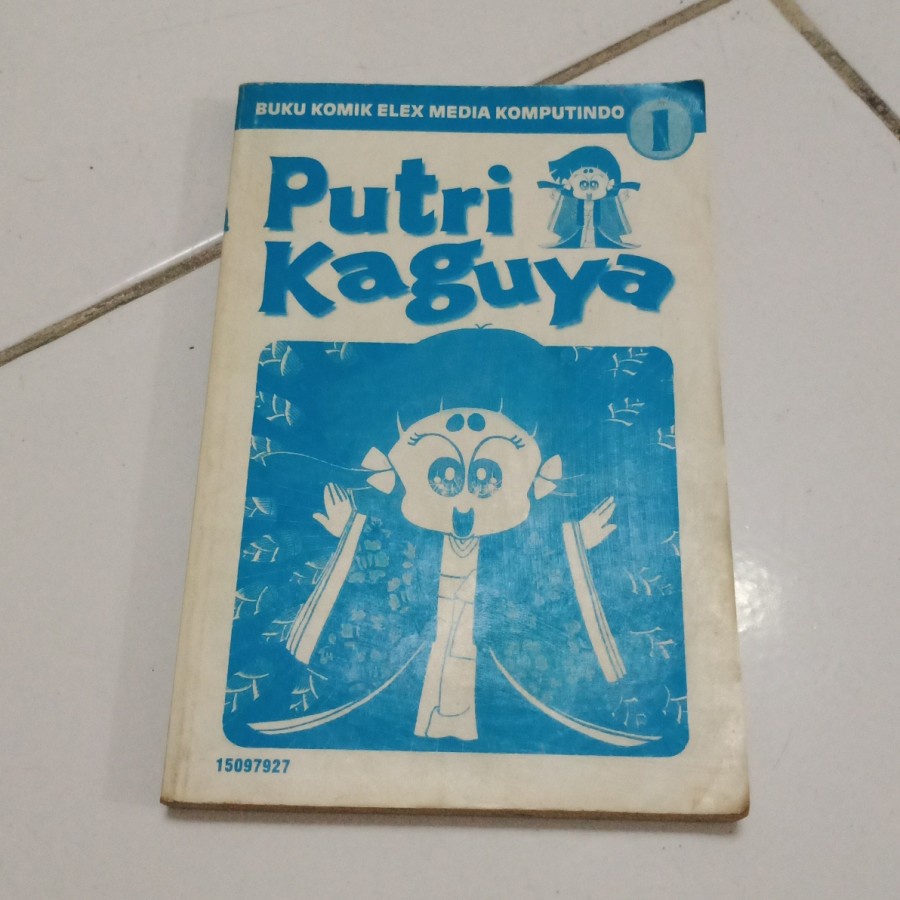 BUKU KOMIK ELEX MEDIA KOMPUTINDO
1
Putri
Kaguya
15097927